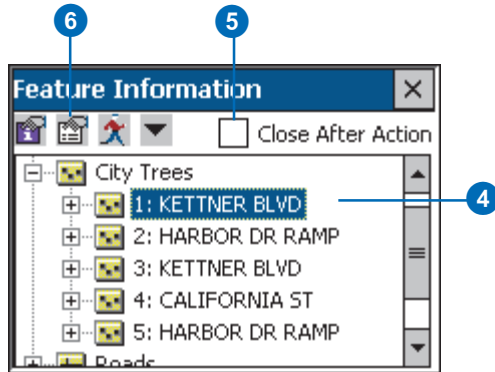 6 5
Feature Information
Close After Action
City Trees
1: KETTNER BLVD
4
2: HARBOR DR RAMP
3: KETTNER BLVD
4: CALIFORNIA ST
5: HARBOR DR RAMP
Roads